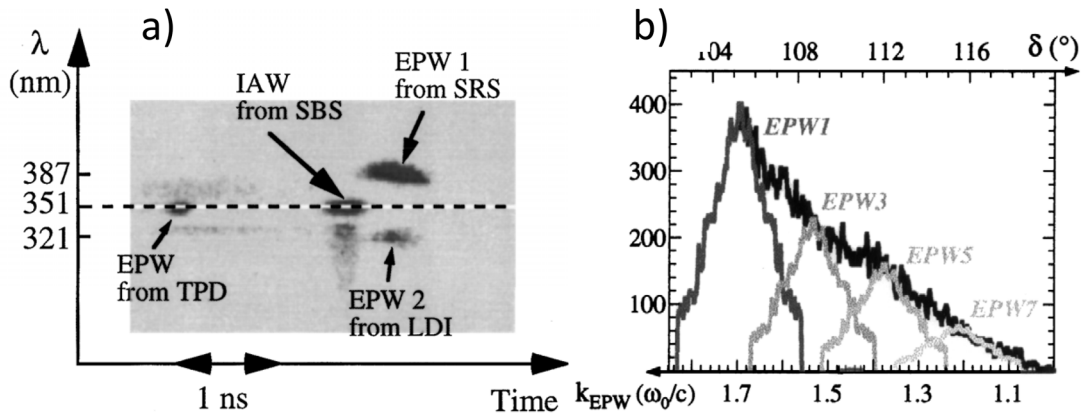 a)
λ
(nm)
387
351
321
IAW
from SBS
EPW 1
from SRS
EPW
from TPD
EPW 2
from LDI
1 ns
Time
b)
104 108 112 116 δ (°)
400
300
200
100
EPW1
EPW3
EPW5
EPW7
k_EPW (ω₀/c) 1.7 1.5 1.3 1.1